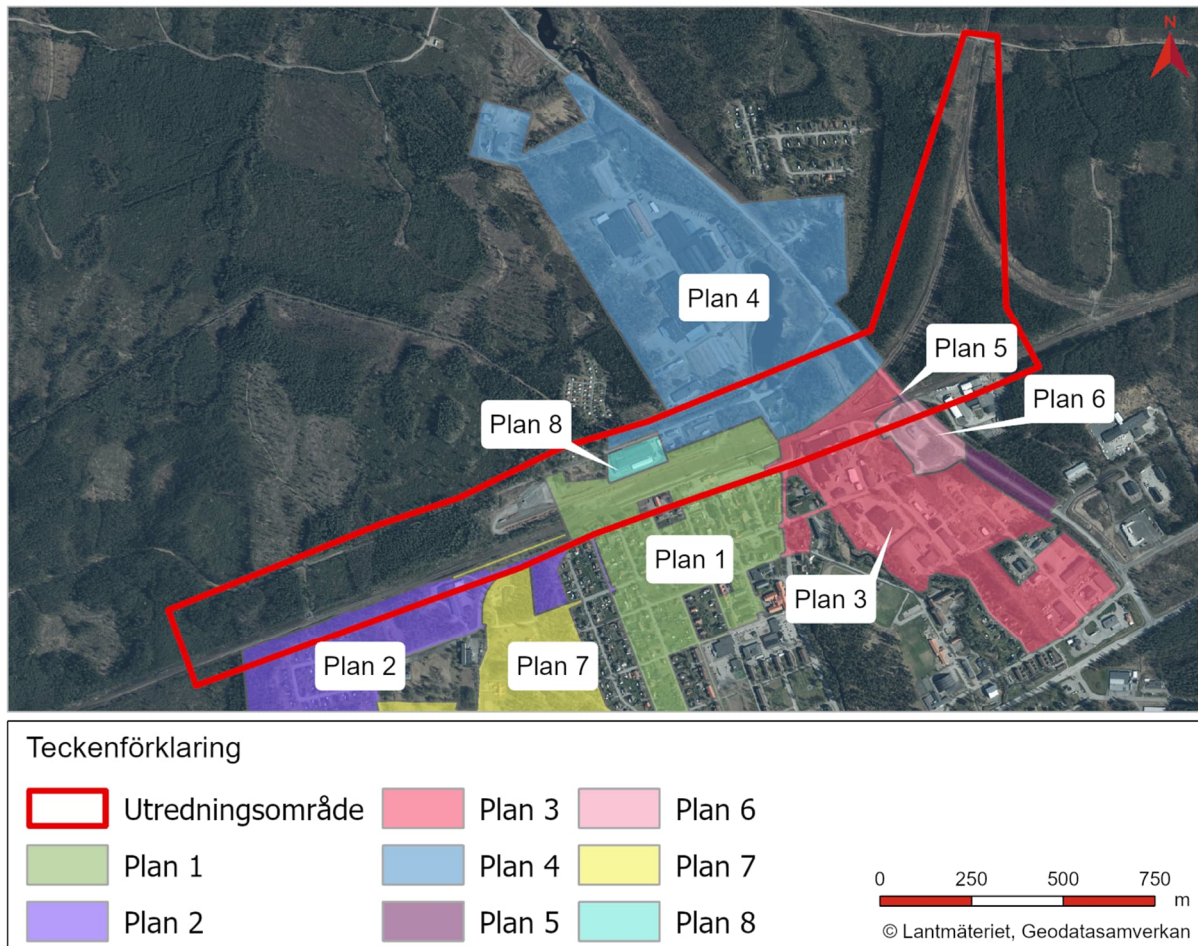 N
Plan 4
Plan 5
Plan 6
Plan 8
Plan 1
Plan 3
Plan 2
Plan 7
Teckenförklaring
Utredningsområde
Plan 1
Plan 2
Plan 3
Plan 4
Plan 5
Plan 6
Plan 7
Plan 8
0 250 500 750
m
© Lantmäteriet, Geodatasamverkan